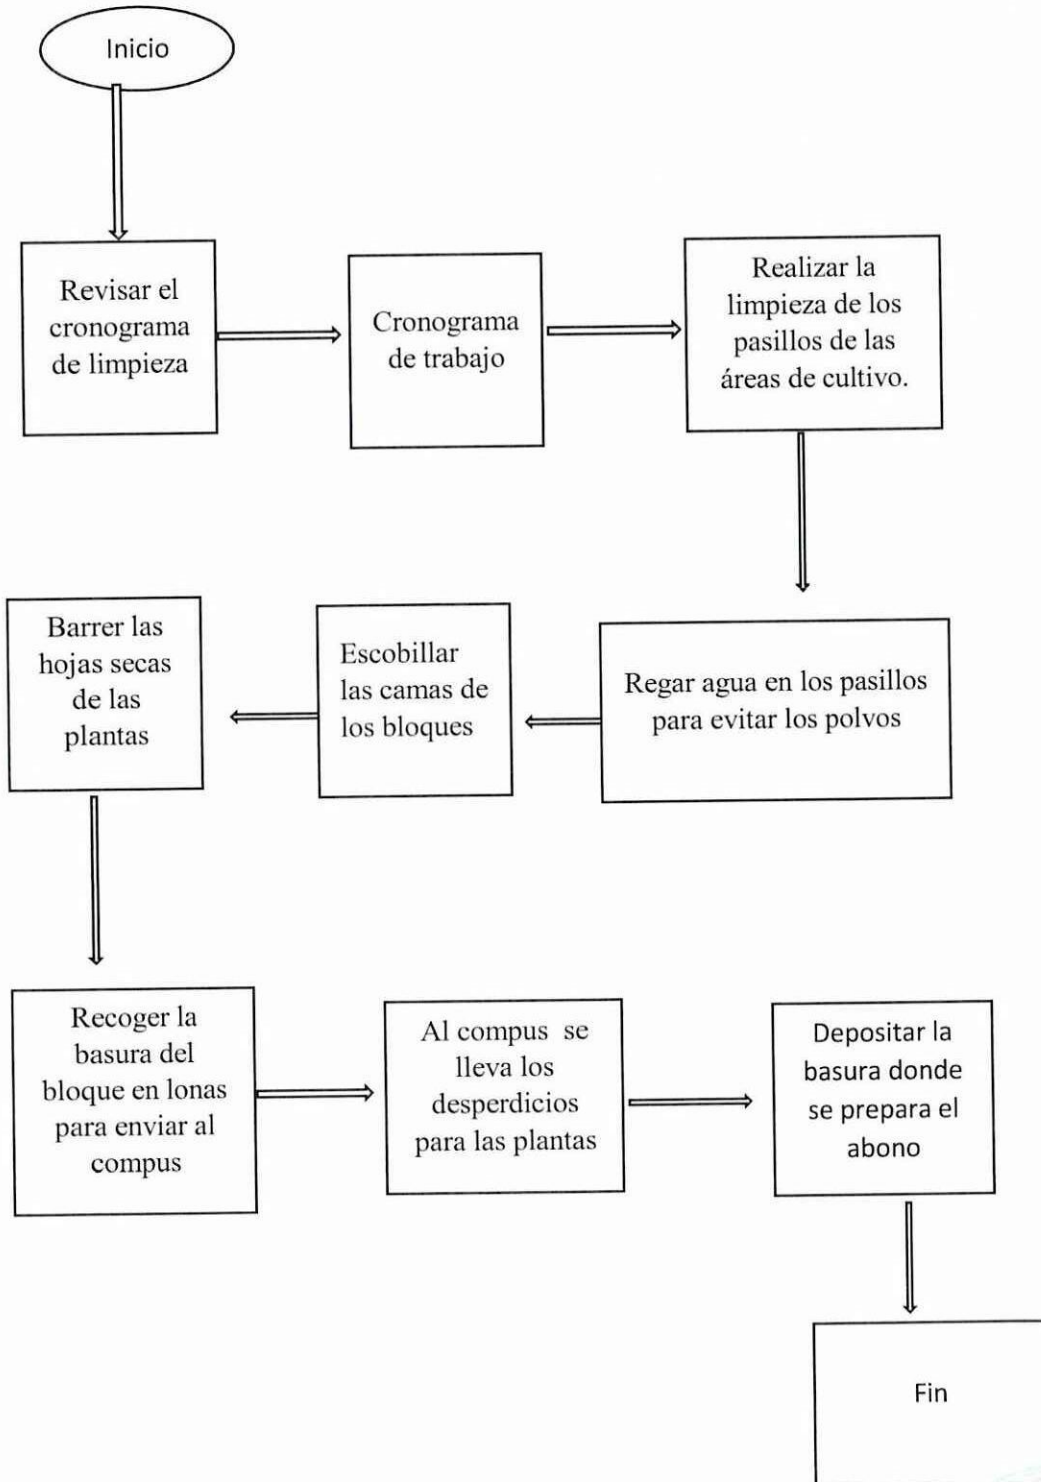 Inicio
Revisar el
cronograma
de limpieza
Cronograma
de trabajo
Realizar la
limpieza de los
pasillos de las
áreas de cultivo.
Regar agua en los pasillos
para evitar los polvos
Escobillar
las camas de
los bloques
Barrer las
hojas secas
de las
plantas
Recoger la
basura del
bloque en lonas
para enviar al
compus
Al compus se
lleva los
desperdicios
para las plantas
Depositar la
basura donde
se prepara el
abono
Fin